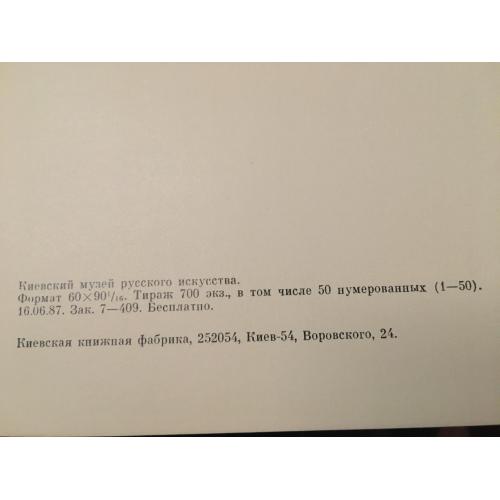 Киевский музей русского искусства.
Формат 60×90¹/₁₆. Тираж 700 экз., в том числе 50 нумерованных (1—50).
16.06.87. Зак. 7—409. Бесплатно.
Киевская книжная фабрика, 252054, Киев-54, Воровского, 24.